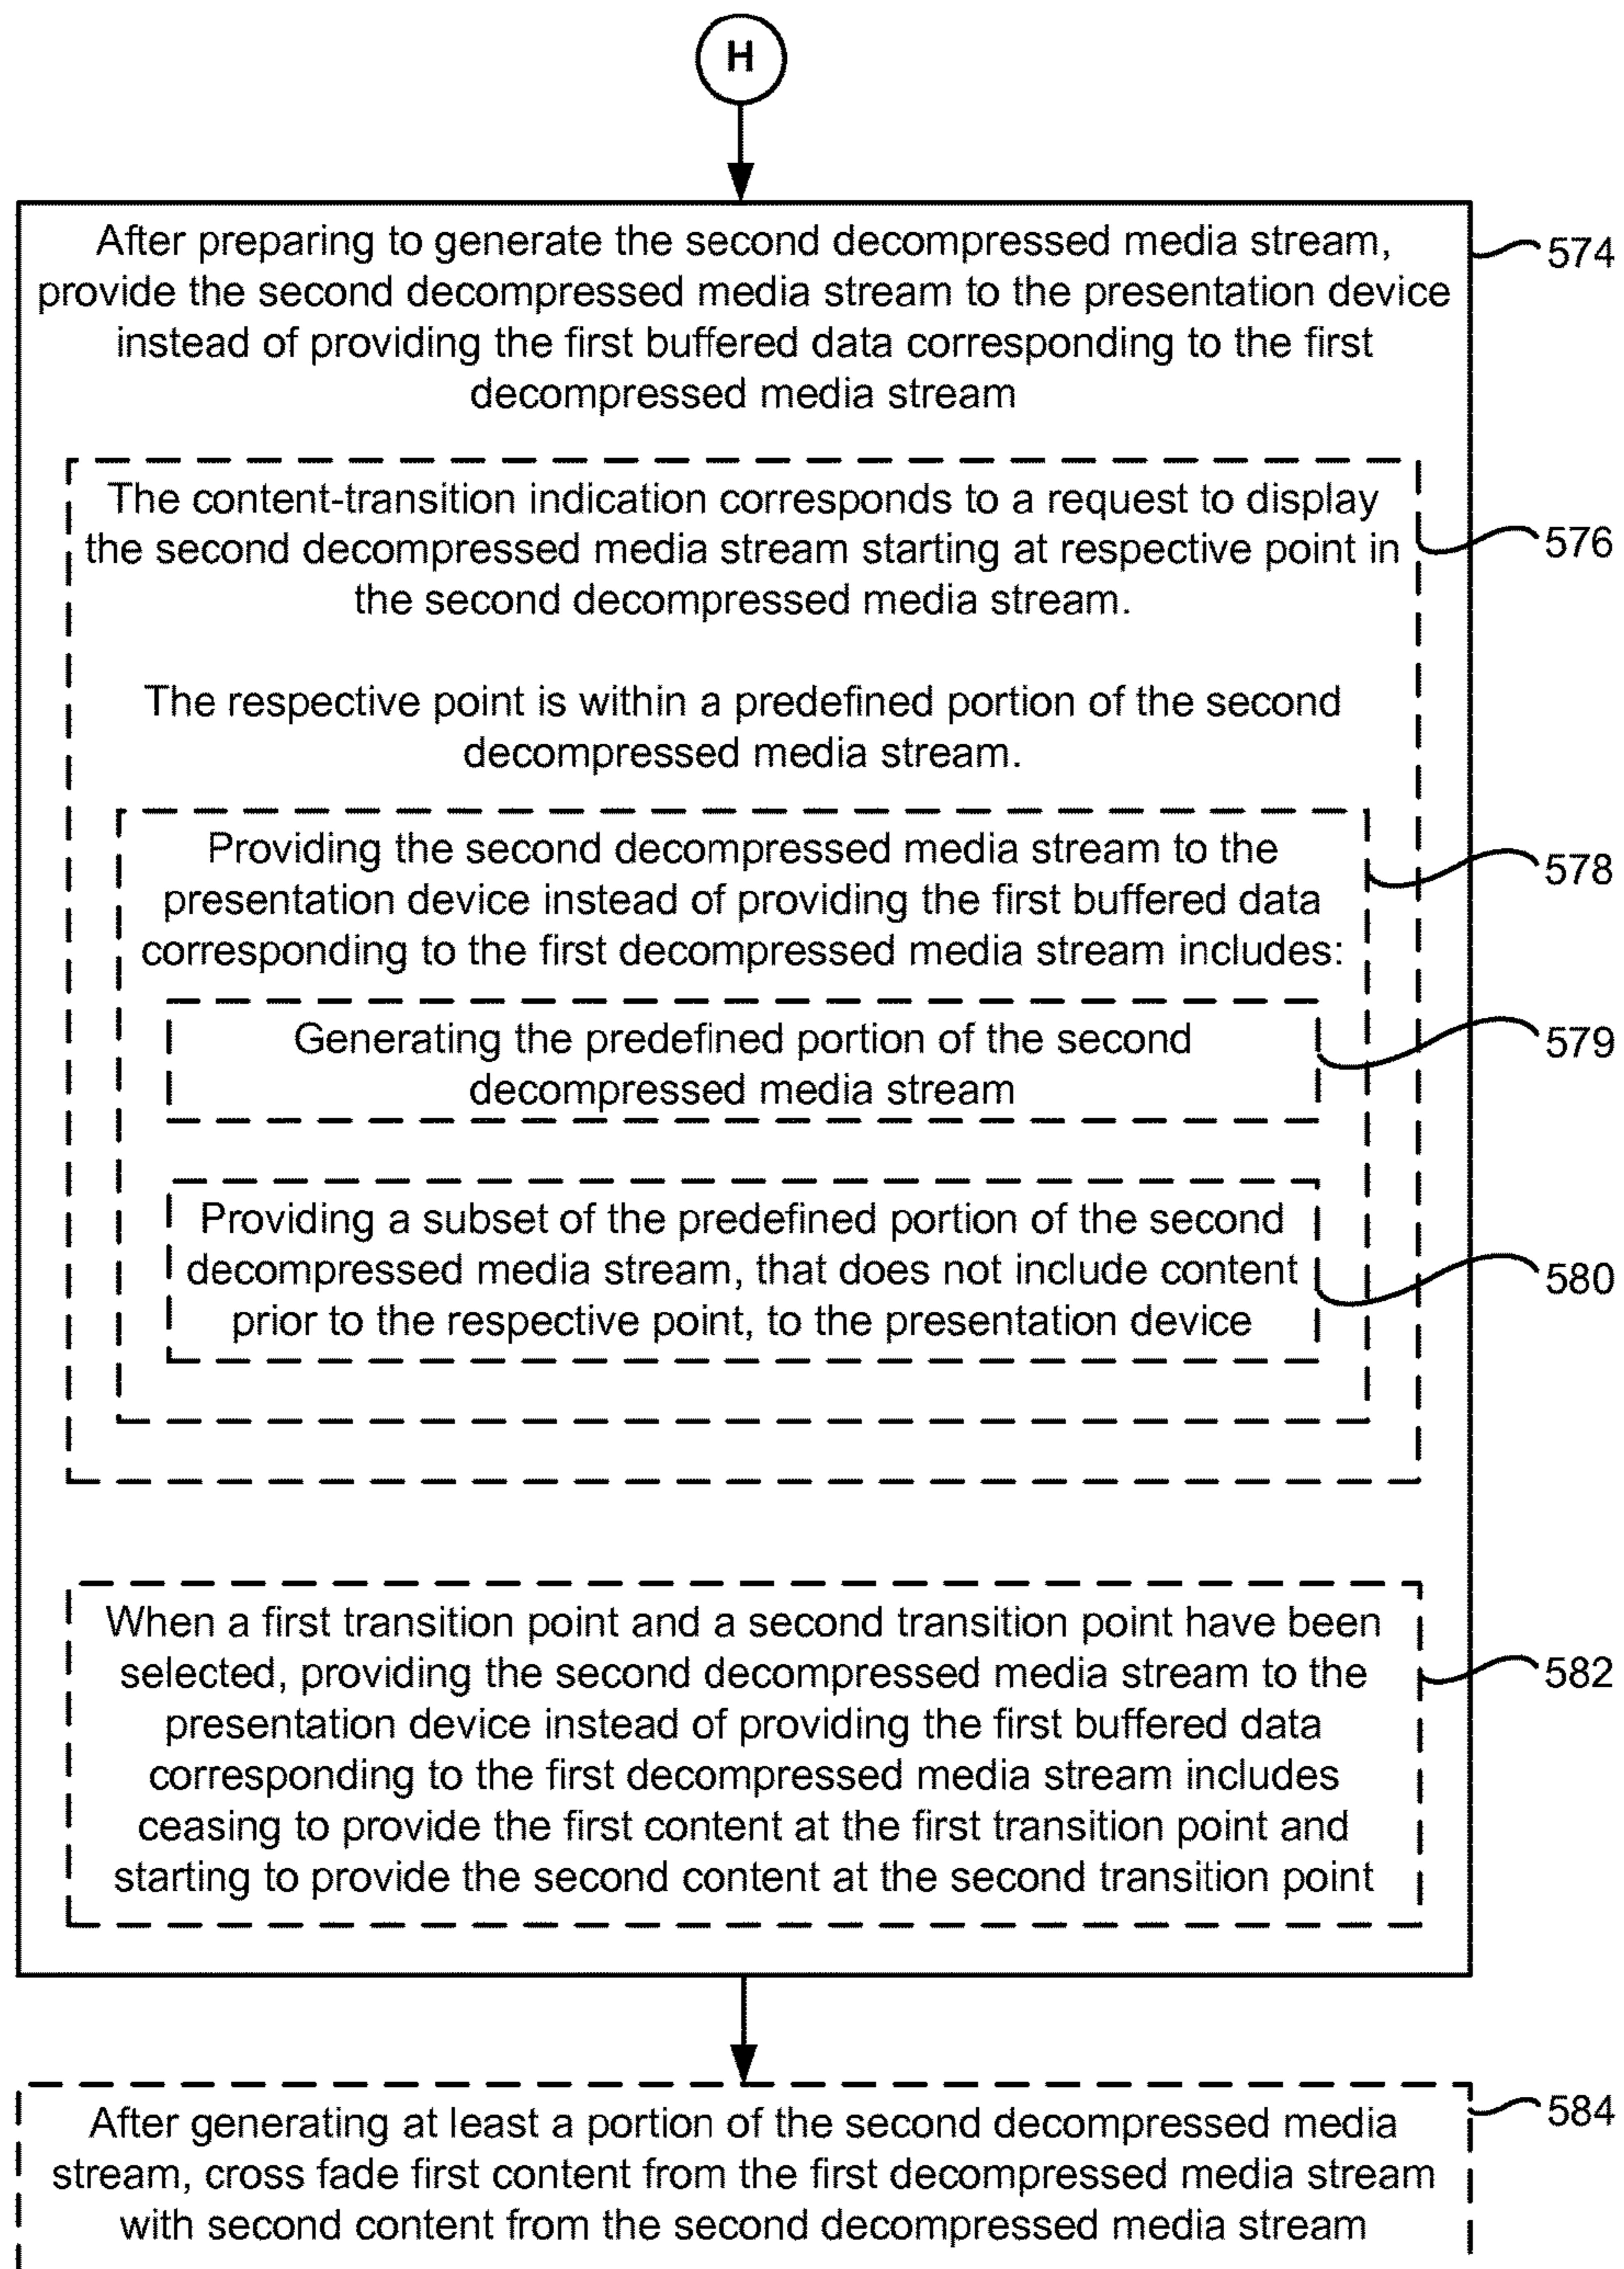 H
After preparing to generate the second decompressed media stream,
provide the second decompressed media stream to the presentation device
instead of providing the first buffered data corresponding to the first
decompressed media stream
574
The content-transition indication corresponds to a request to display
the second decompressed media stream starting at respective point in
the second decompressed media stream.
576
The respective point is within a predefined portion of the second
decompressed media stream.
Providing the second decompressed media stream to the
presentation device instead of providing the first buffered data
corresponding to the first decompressed media stream includes:
578
Generating the predefined portion of the second
decompressed media stream
579
Providing a subset of the predefined portion of the second
decompressed media stream, that does not include content
prior to the respective point, to the presentation device
580
When a first transition point and a second transition point have been
selected, providing the second decompressed media stream to the
presentation device instead of providing the first buffered data
corresponding to the first decompressed media stream includes
ceasing to provide the first content at the first transition point and
starting to provide the second content at the second transition point
582
After generating at least a portion of the second decompressed media
stream, cross fade first content from the first decompressed media stream
with second content from the second decompressed media stream
584